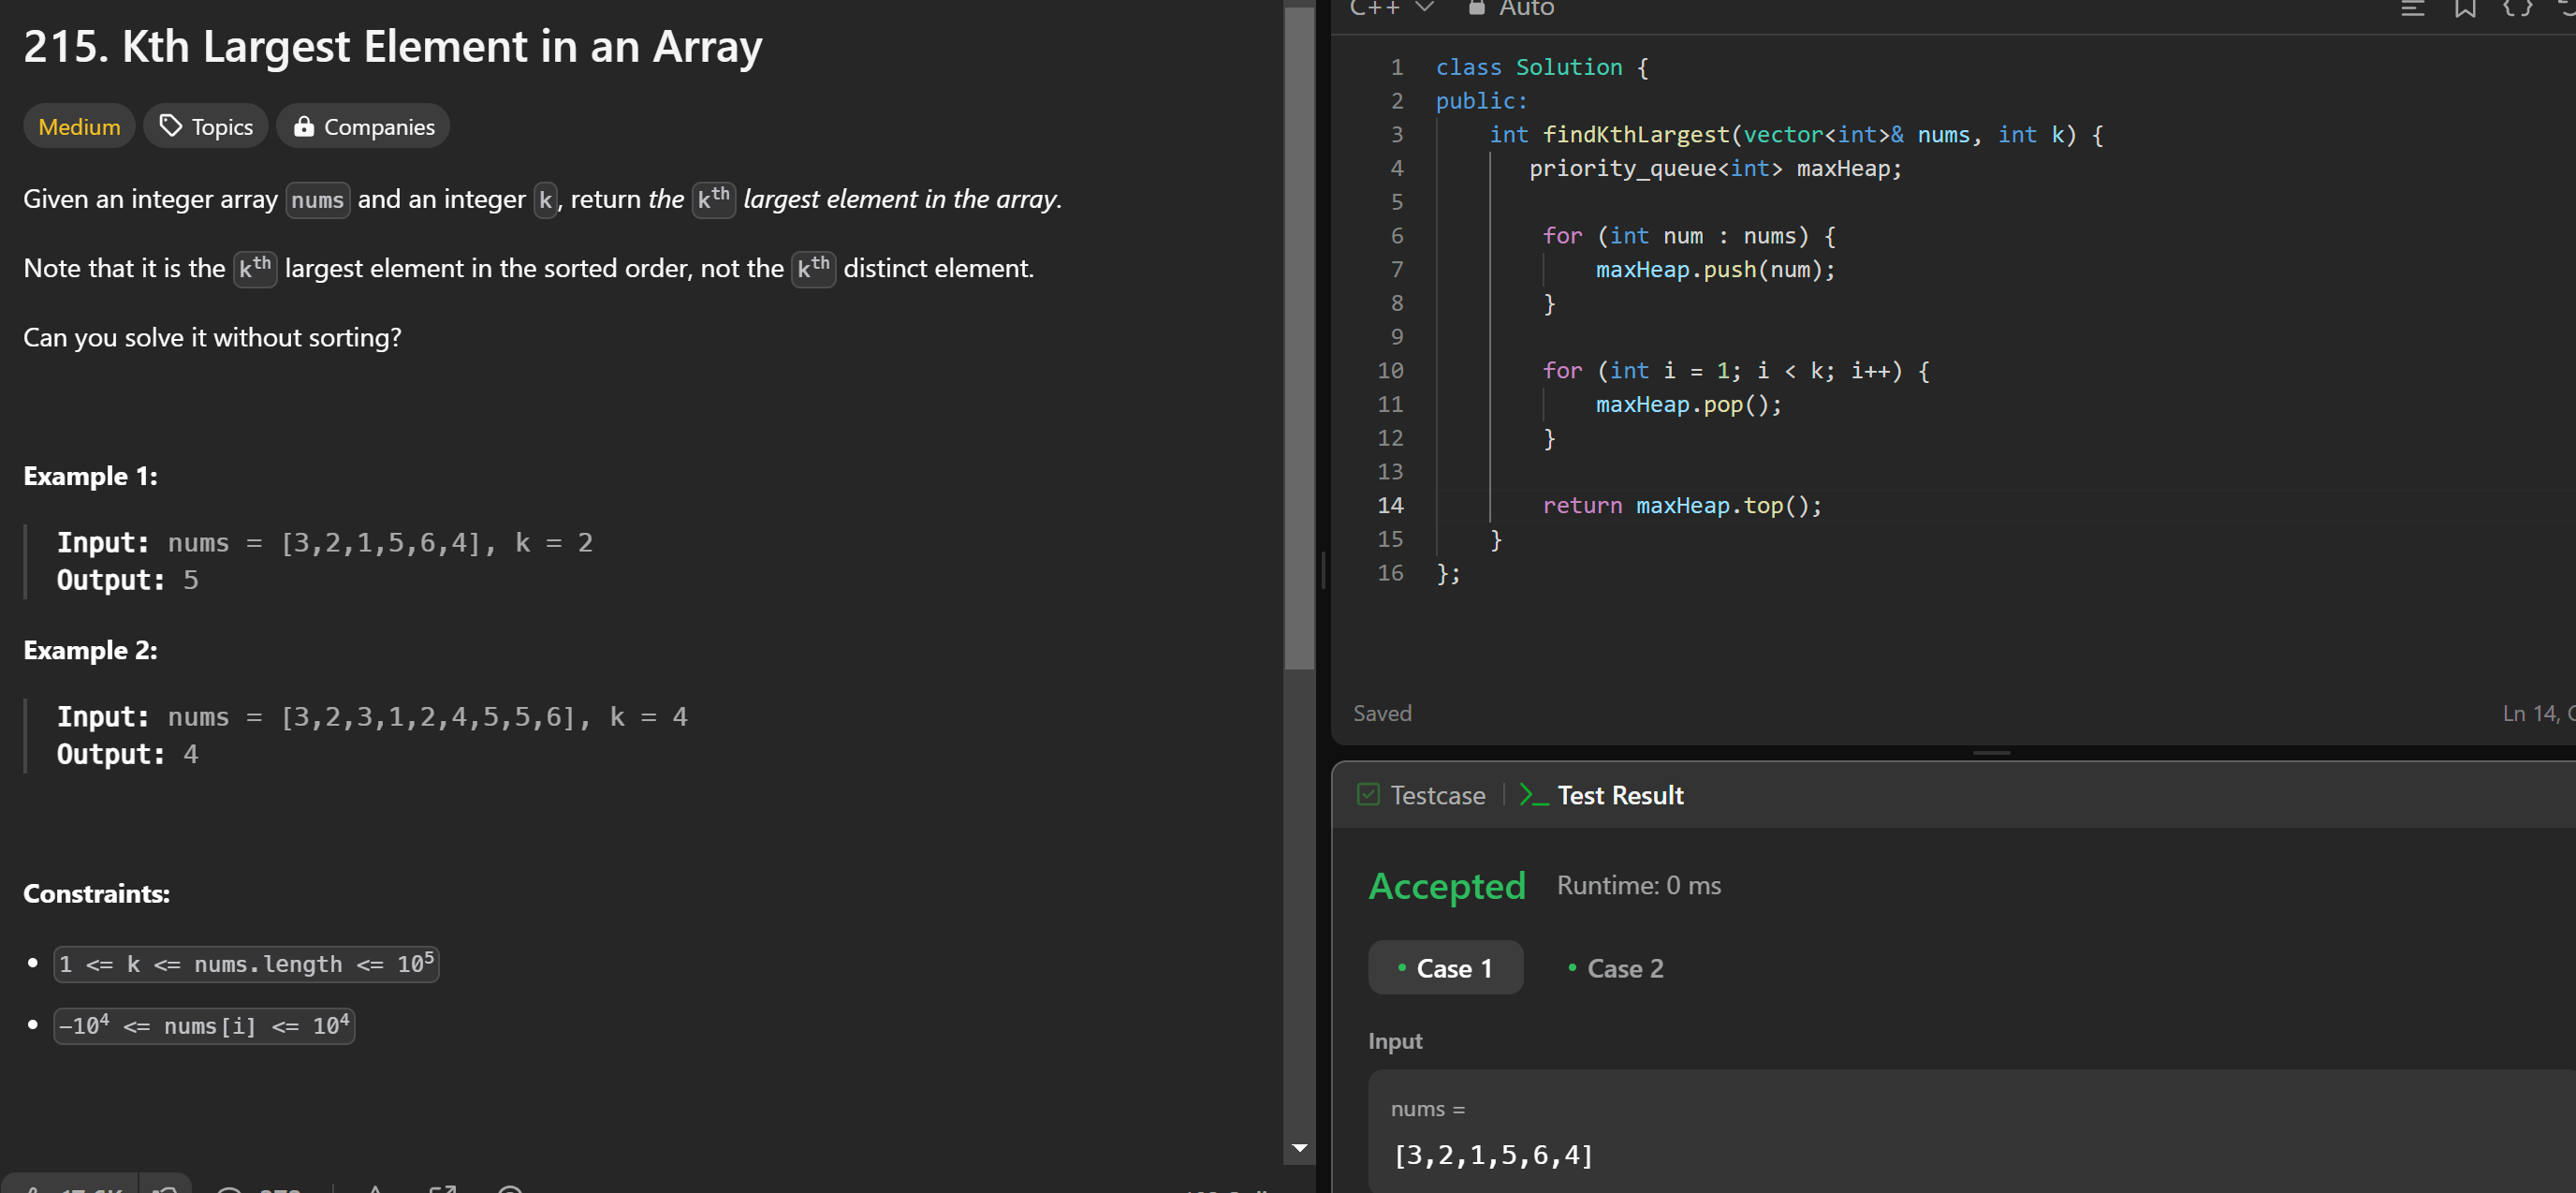 215. Kth Largest Element in an Array
Medium Topics Companies
Given an integer array nums and an integer k, return the kth largest element in the array.
Note that it is the kth largest element in the sorted order, not the kth distinct element.
Can you solve it without sorting?
Example 1:
Input: nums = [3,2,1,5,6,4], k = 2
Output: 5
Example 2:
Input: nums = [3,2,3,1,2,4,5,5,6], k = 4
Output: 4
Constraints:
• 1 <= k <= nums.length <= 10⁵
• −10⁴ <= nums[i] <= 10⁴
C++ Auto
1 class Solution {
2 public:
3     int findKthLargest(vector<int>& nums, int k) {
4        priority_queue<int> maxHeap;
5
6         for (int num : nums) {
7             maxHeap.push(num);
8         }
9
10         for (int i = 1; i < k; i++) {
11             maxHeap.pop();
12         }
13
14         return maxHeap.top();
15     }
16 };
Saved
Ln 14,
Testcase | Test Result
Accepted Runtime: 0 ms
• Case 1 • Case 2
Input
nums =
[3,2,1,5,6,4]